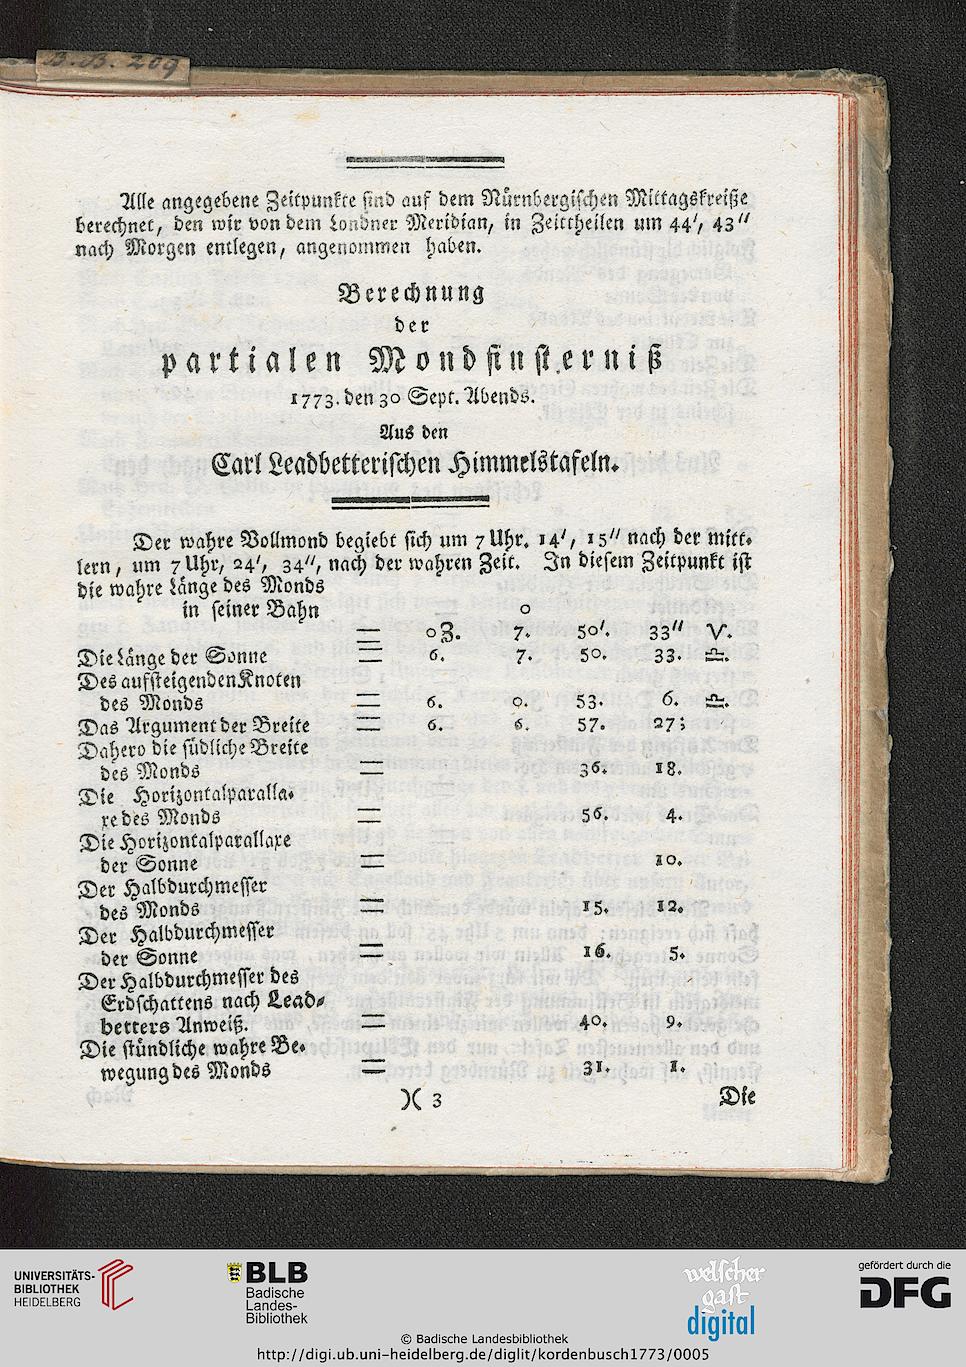 B. B. 209
Alle angegebene Zeitpunkte sind auf dem Nürnbergischen Mittagskreiße
berechnet, den wir von dem Londner Meridian, in Zeittheilen um 44′, 43″
nach Morgen entlegen, angenommen haben.
Berechnung
der
partialen Mondfinsterniß
1773. den 30 Sept. Abends.
Aus den
Carl Leadbetterischen Himmelstafeln.
Der wahre Vollmond begiebt sich um 7 Uhr. 14′, 15″ nach der mitt-
lern, um 7 Uhr, 24′, 34″, nach der wahren Zeit. In diesem Zeitpunkt ist
die wahre Länge des Monds
in seiner Bahn = 0Z. 7.° 50′. 33″ ♈.
Die Länge der Sonne = 6. 7. 50. 33. ♎.
Des aufsteigenden Knoten
des Monds = 6. 0. 53. 6. ♎.
Das Argument der Breite = 6. 6. 57. 27;
Dahero die südliche Breite
des Monds = 36. 18.
Die Horizontalparalla-
xe des Monds = 56. 4.
Die Horizontalparallaxe
der Sonne = 10.
Der Halbdurchmesser
des Monds = 15. 12.
Der Halbdurchmesser
der Sonne = 16. 5.
Der Halbdurchmesser des
Erdschattens nach Lead-
betters Anweiß. = 40. 9.
Die stündliche wahre Be-
wegung des Monds = 31. 1.
)( 3 Die
UNIVERSITÄTS-
BIBLIOTHEK
HEIDELBERG
BLB
Badische
Landes-
Bibliothek
welscher
gast
digital
gefördert durch die
DFG
© Badische Landesbibliothek
http://digi.ub.uni-heidelberg.de/diglit/kordenbusch1773/0005